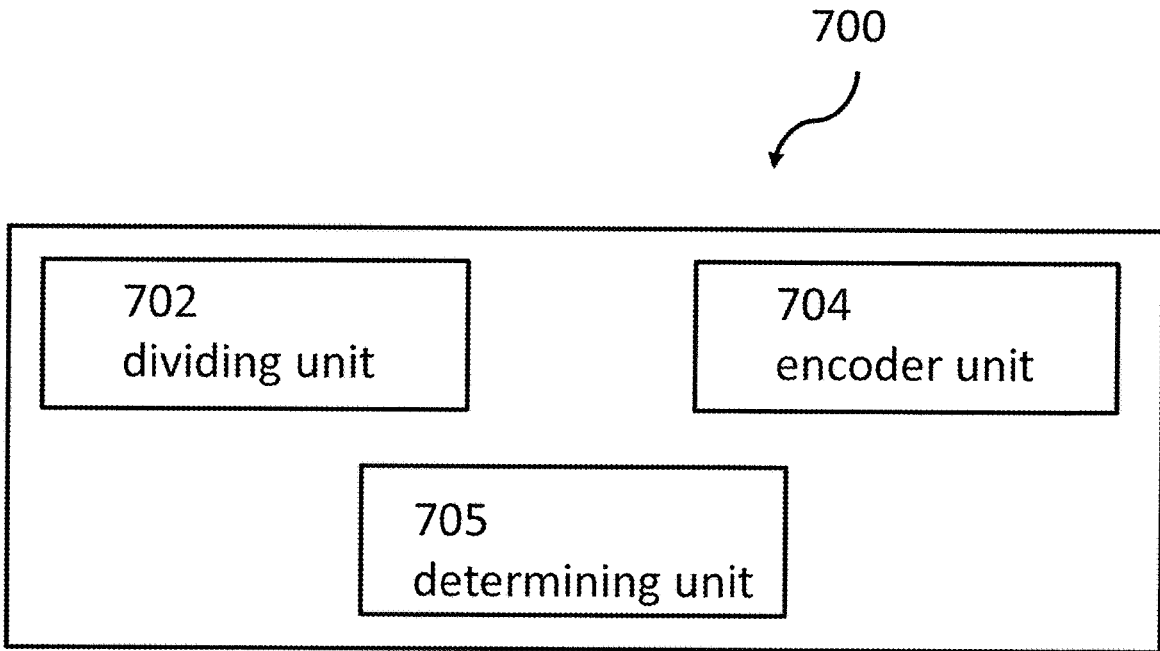 700
702
dividing unit
704
encoder unit
705
determining unit